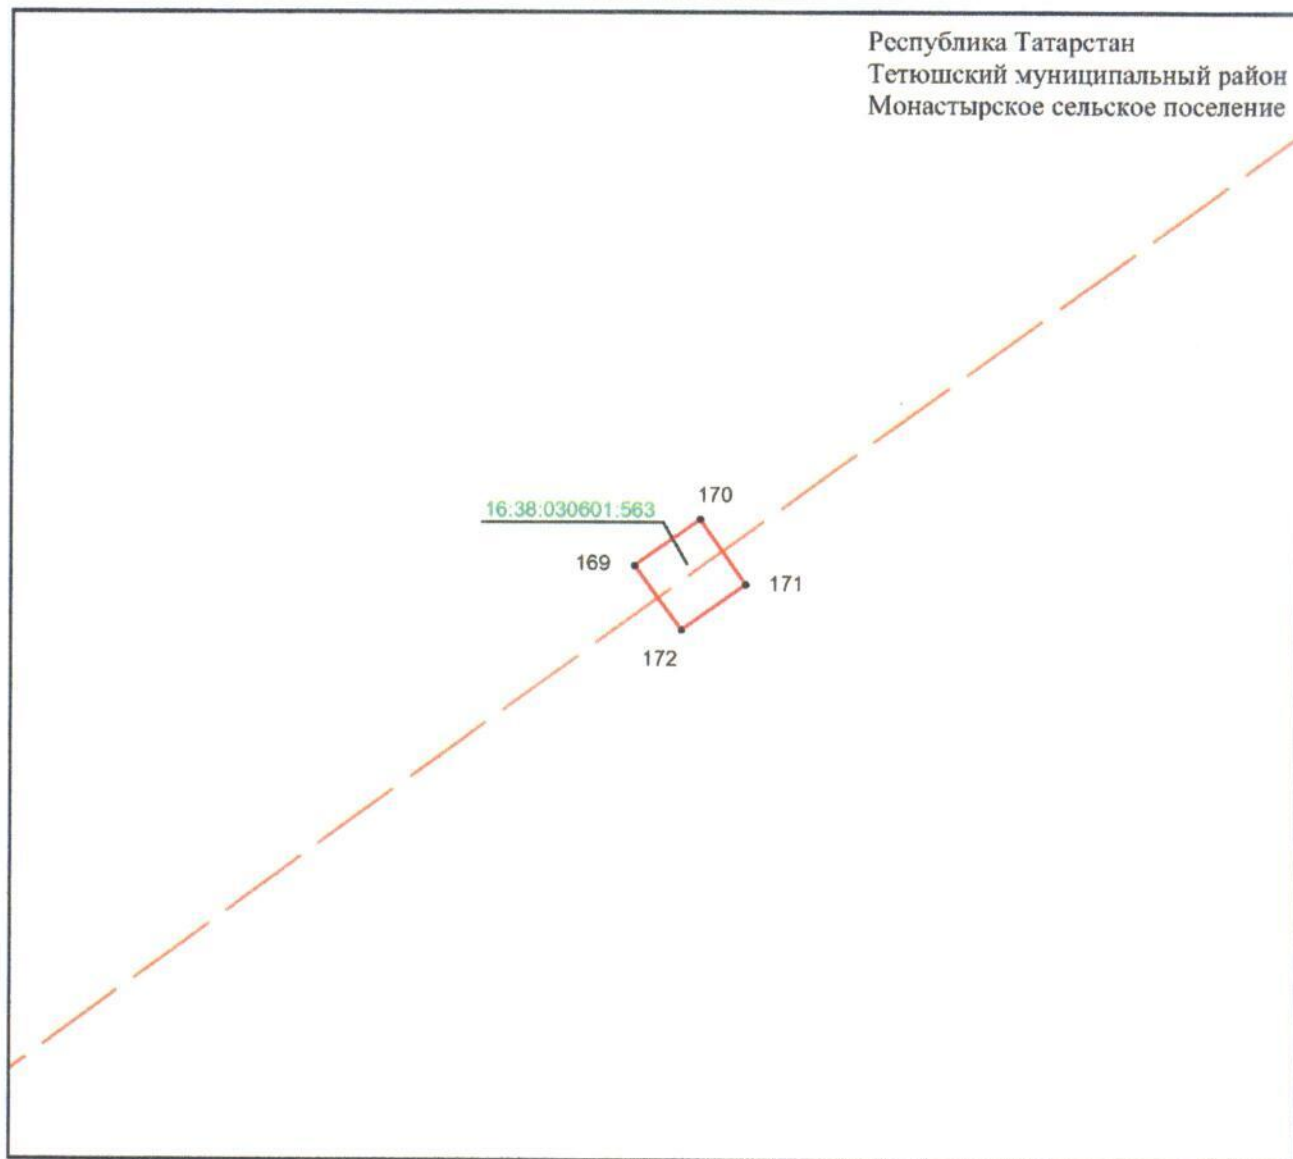 Республика Татарстан
Тетюшский муниципальный район
Монастырское сельское поселение
170
16:38:030601:563
169
171
172